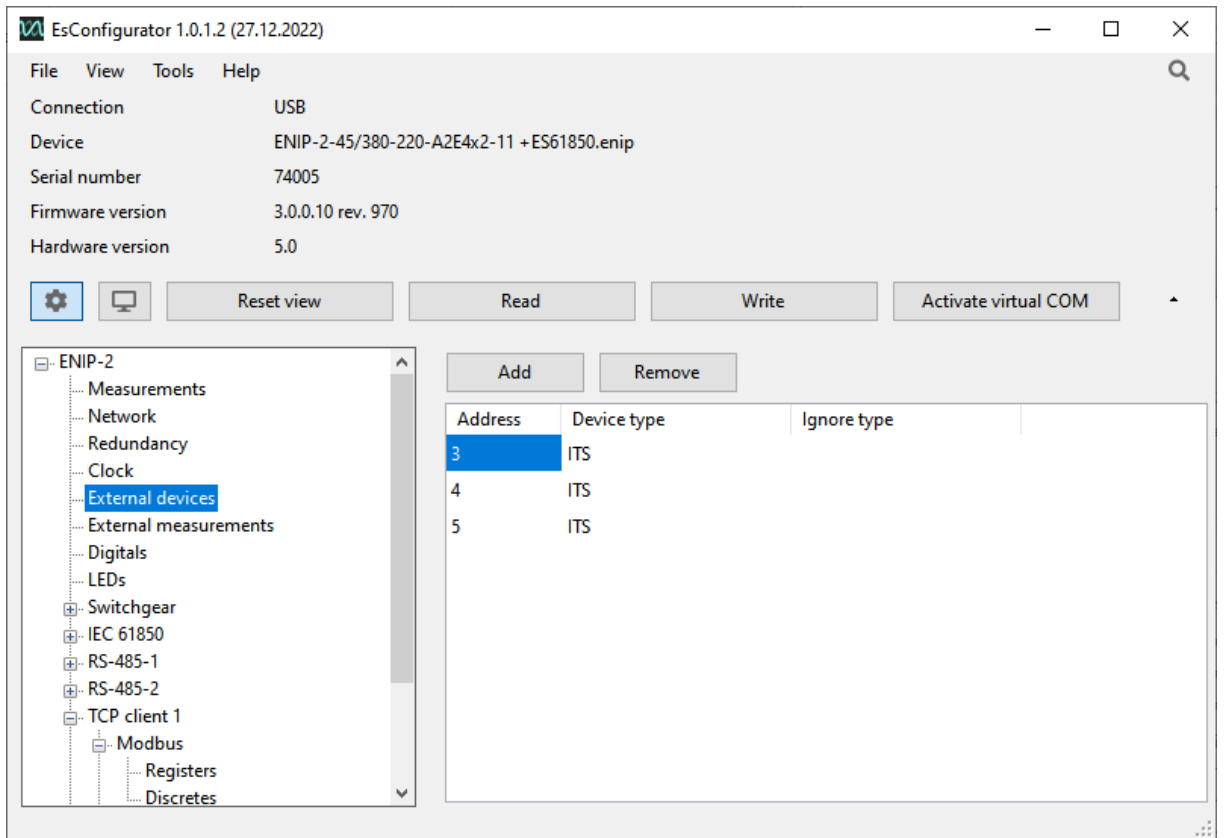 EsConfigurator 1.0.1.2 (27.12.2022)
File View Tools Help
Connection USB
Device ENIP-2-45/380-220-A2E4x2-11 +ES61850.enip
Serial number 74005
Firmware version 3.0.0.10 rev. 970
Hardware version 5.0
Reset view Read Write Activate virtual COM
ENIP-2
Measurements
Network
Redundancy
Clock
External devices
External measurements
Digitals
LEDs
Switchgear
IEC 61850
RS-485-1
RS-485-2
TCP client 1
Modbus
Registers
Discretes
Add Remove
Address Device type Ignore type
3 ITS
4 ITS
5 ITS